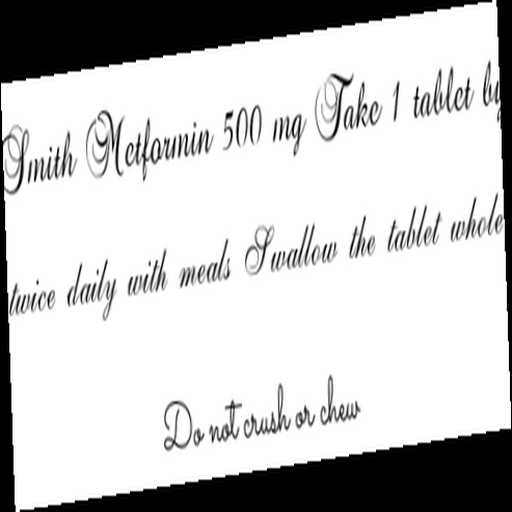 Smith Metformin 500 mg Take 1 tablet by
twice daily with meals Swallow the tablet whole
Do not crush or chew